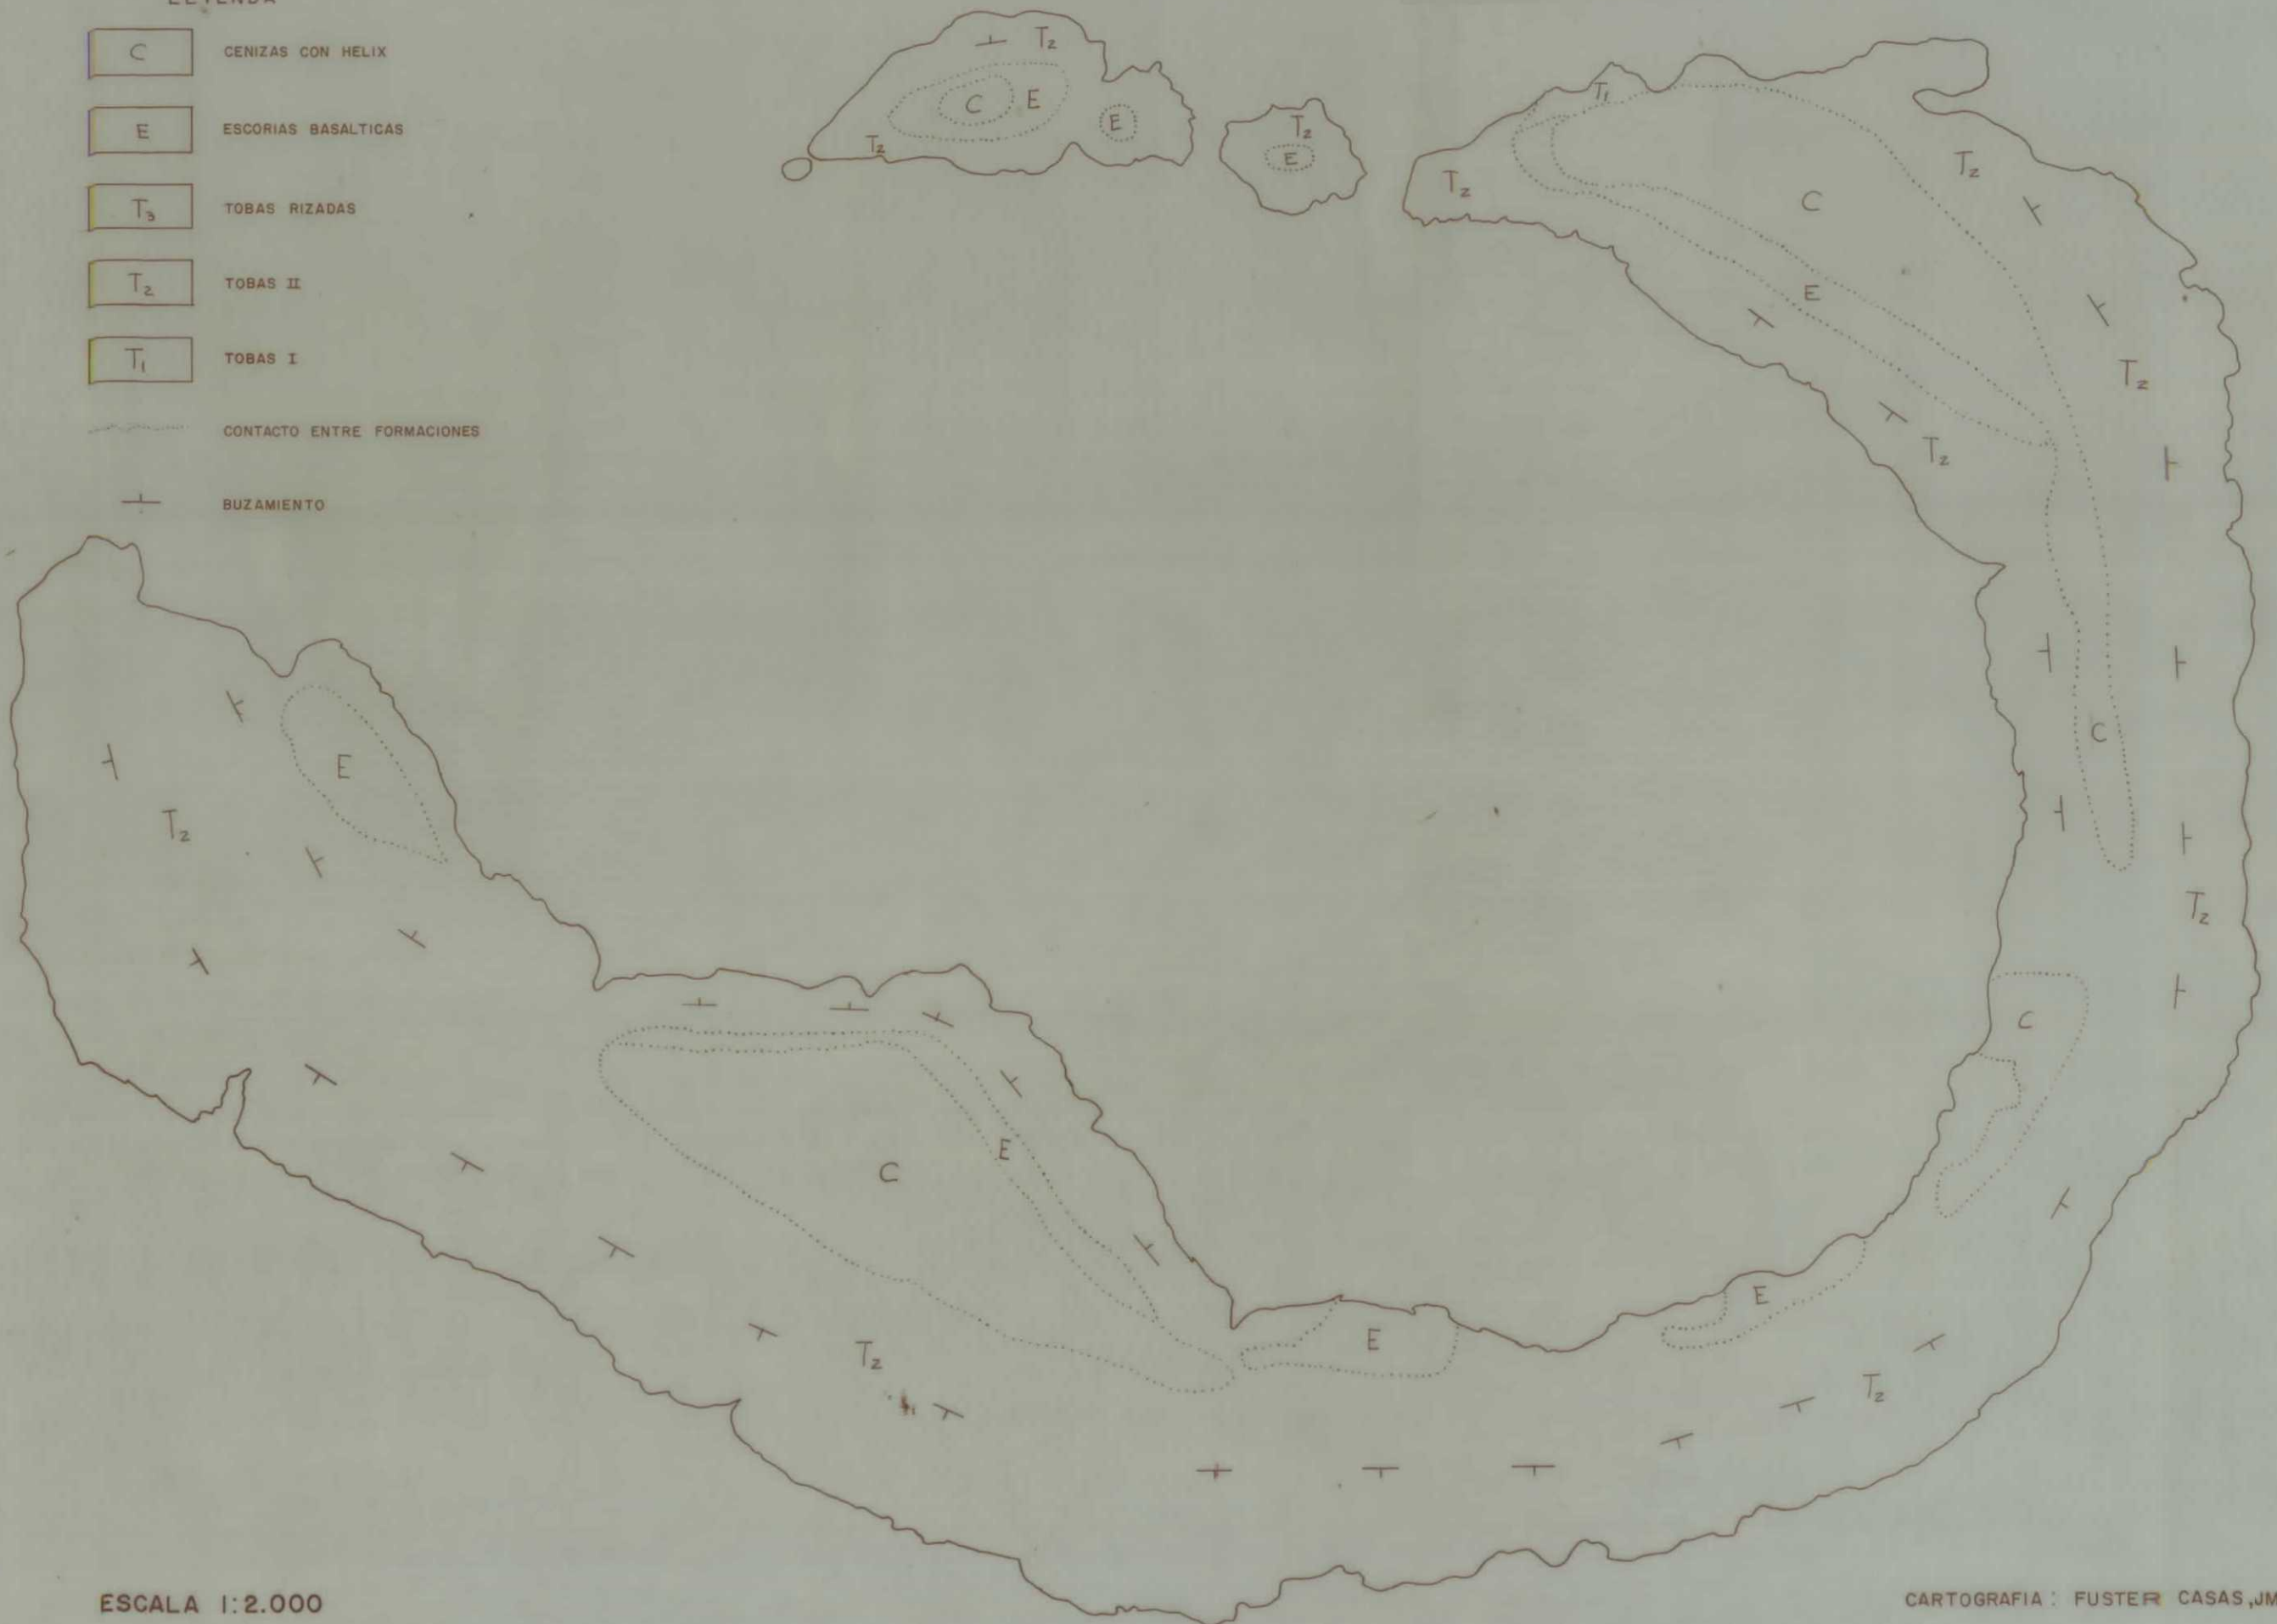 LEYENDA
C CENIZAS CON HELIX
E ESCORIAS BASALTICAS
T3 TOBAS RIZADAS
T2 TOBAS II
T1 TOBAS I
CONTACTO ENTRE FORMACIONES
BUZAMIENTO
T2
C E
E
T2
T2
E
T1
T2
T2
C
E
T2
T2
C
E
T2
T2
C
E
C
E
E
T2
T2
ESCALA 1:2.000
CARTOGRAFIA: FUSTER CASAS, JM